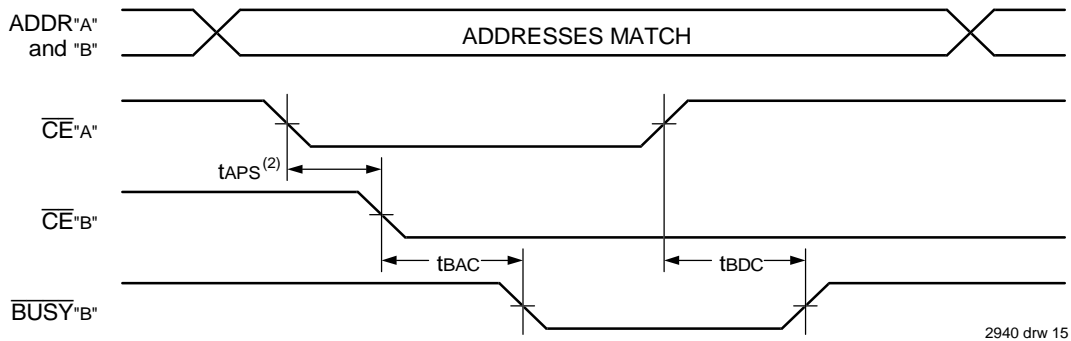 ADDR"A"
and "B"
ADDRESSES MATCH
CE"A"
tAPS(2)
CE"B"
tBAC
tBDC
BUSY"B"
2940 drw 15